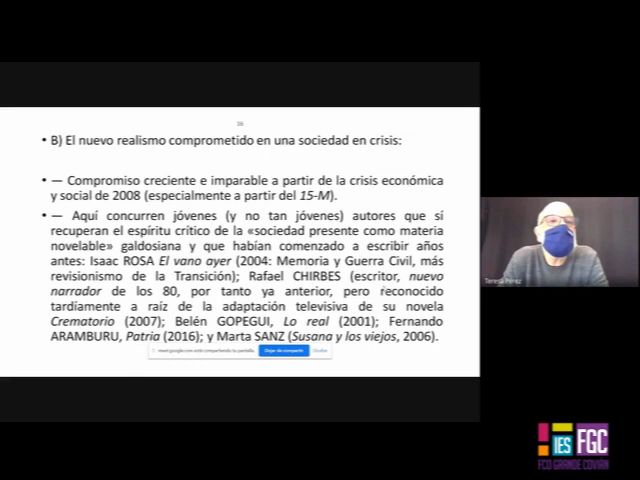 16
• B) El nuevo realismo comprometido en una sociedad en crisis:
• — Compromiso creciente e imparable a partir de la crisis económica
y social de 2008 (especialmente a partir del 15-M).
• — Aquí concurren jóvenes (y no tan jóvenes) autores que sí
recuperan el espíritu crítico de la «sociedad presente como materia
novelable» galdosiana y que habían comenzado a escribir años
antes: Isaac ROSA El vano ayer (2004: Memoria y Guerra Civil, más
revisionismo de la Transición); Rafael CHIRBES (escritor, nuevo
narrador de los 80, por tanto ya anterior, pero reconocido
tardíamente a raíz de la adaptación televisiva de su novela
Crematorio (2007); Belén GOPEGUI, Lo real (2001); Fernando
ARAMBURU, Patria (2016); y Marta SANZ (Susana y los viejos, 2006).
meet.google.com está compartiendo tu pantalla. Dejar de compartir Ocultar
Teresa Pérez
IES FGC
FCO GRANDE COVIÁN